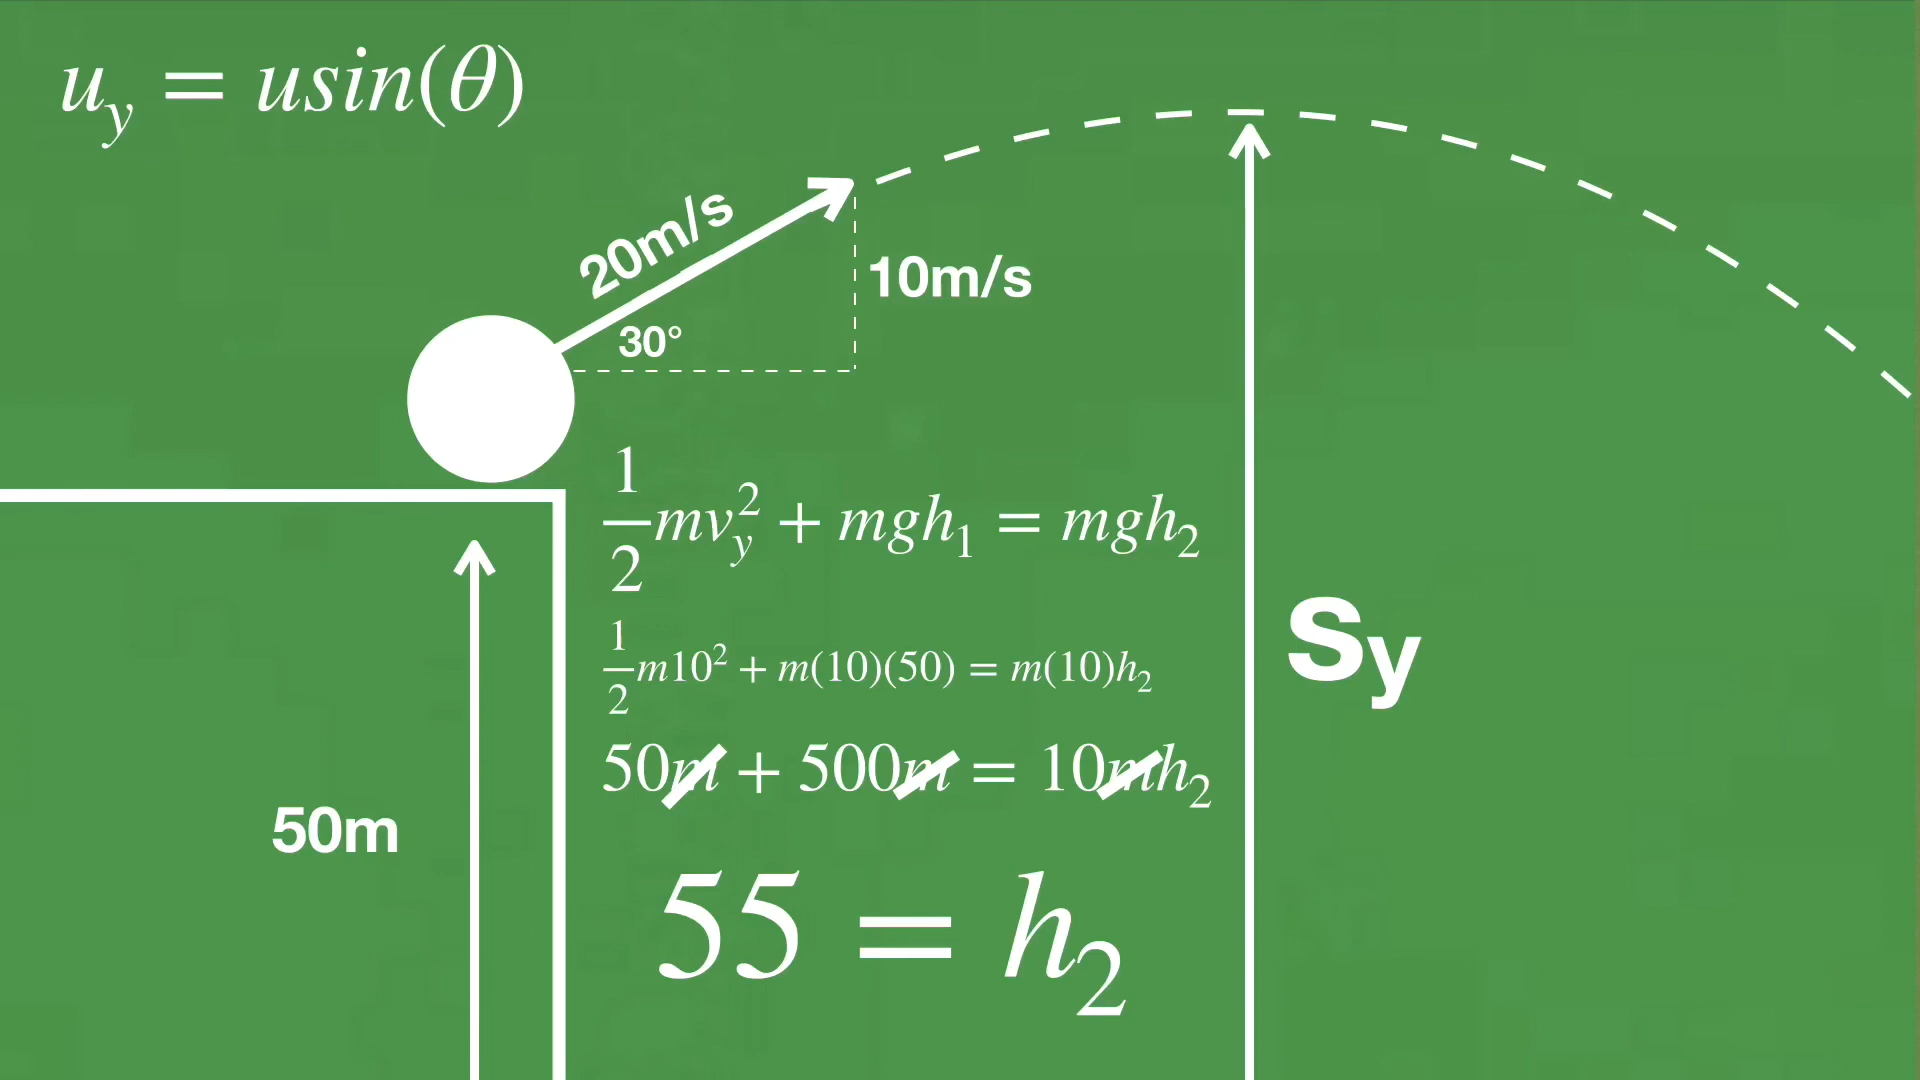 u_y = usin(θ)
20m/s
10m/s
30°
1/2 mv_y^2 + mgh_1 = mgh_2
1/2 m10^2 + m(10)(50) = m(10)h_2
50m + 500m = 10mh_2
55 = h_2
50m
Sy